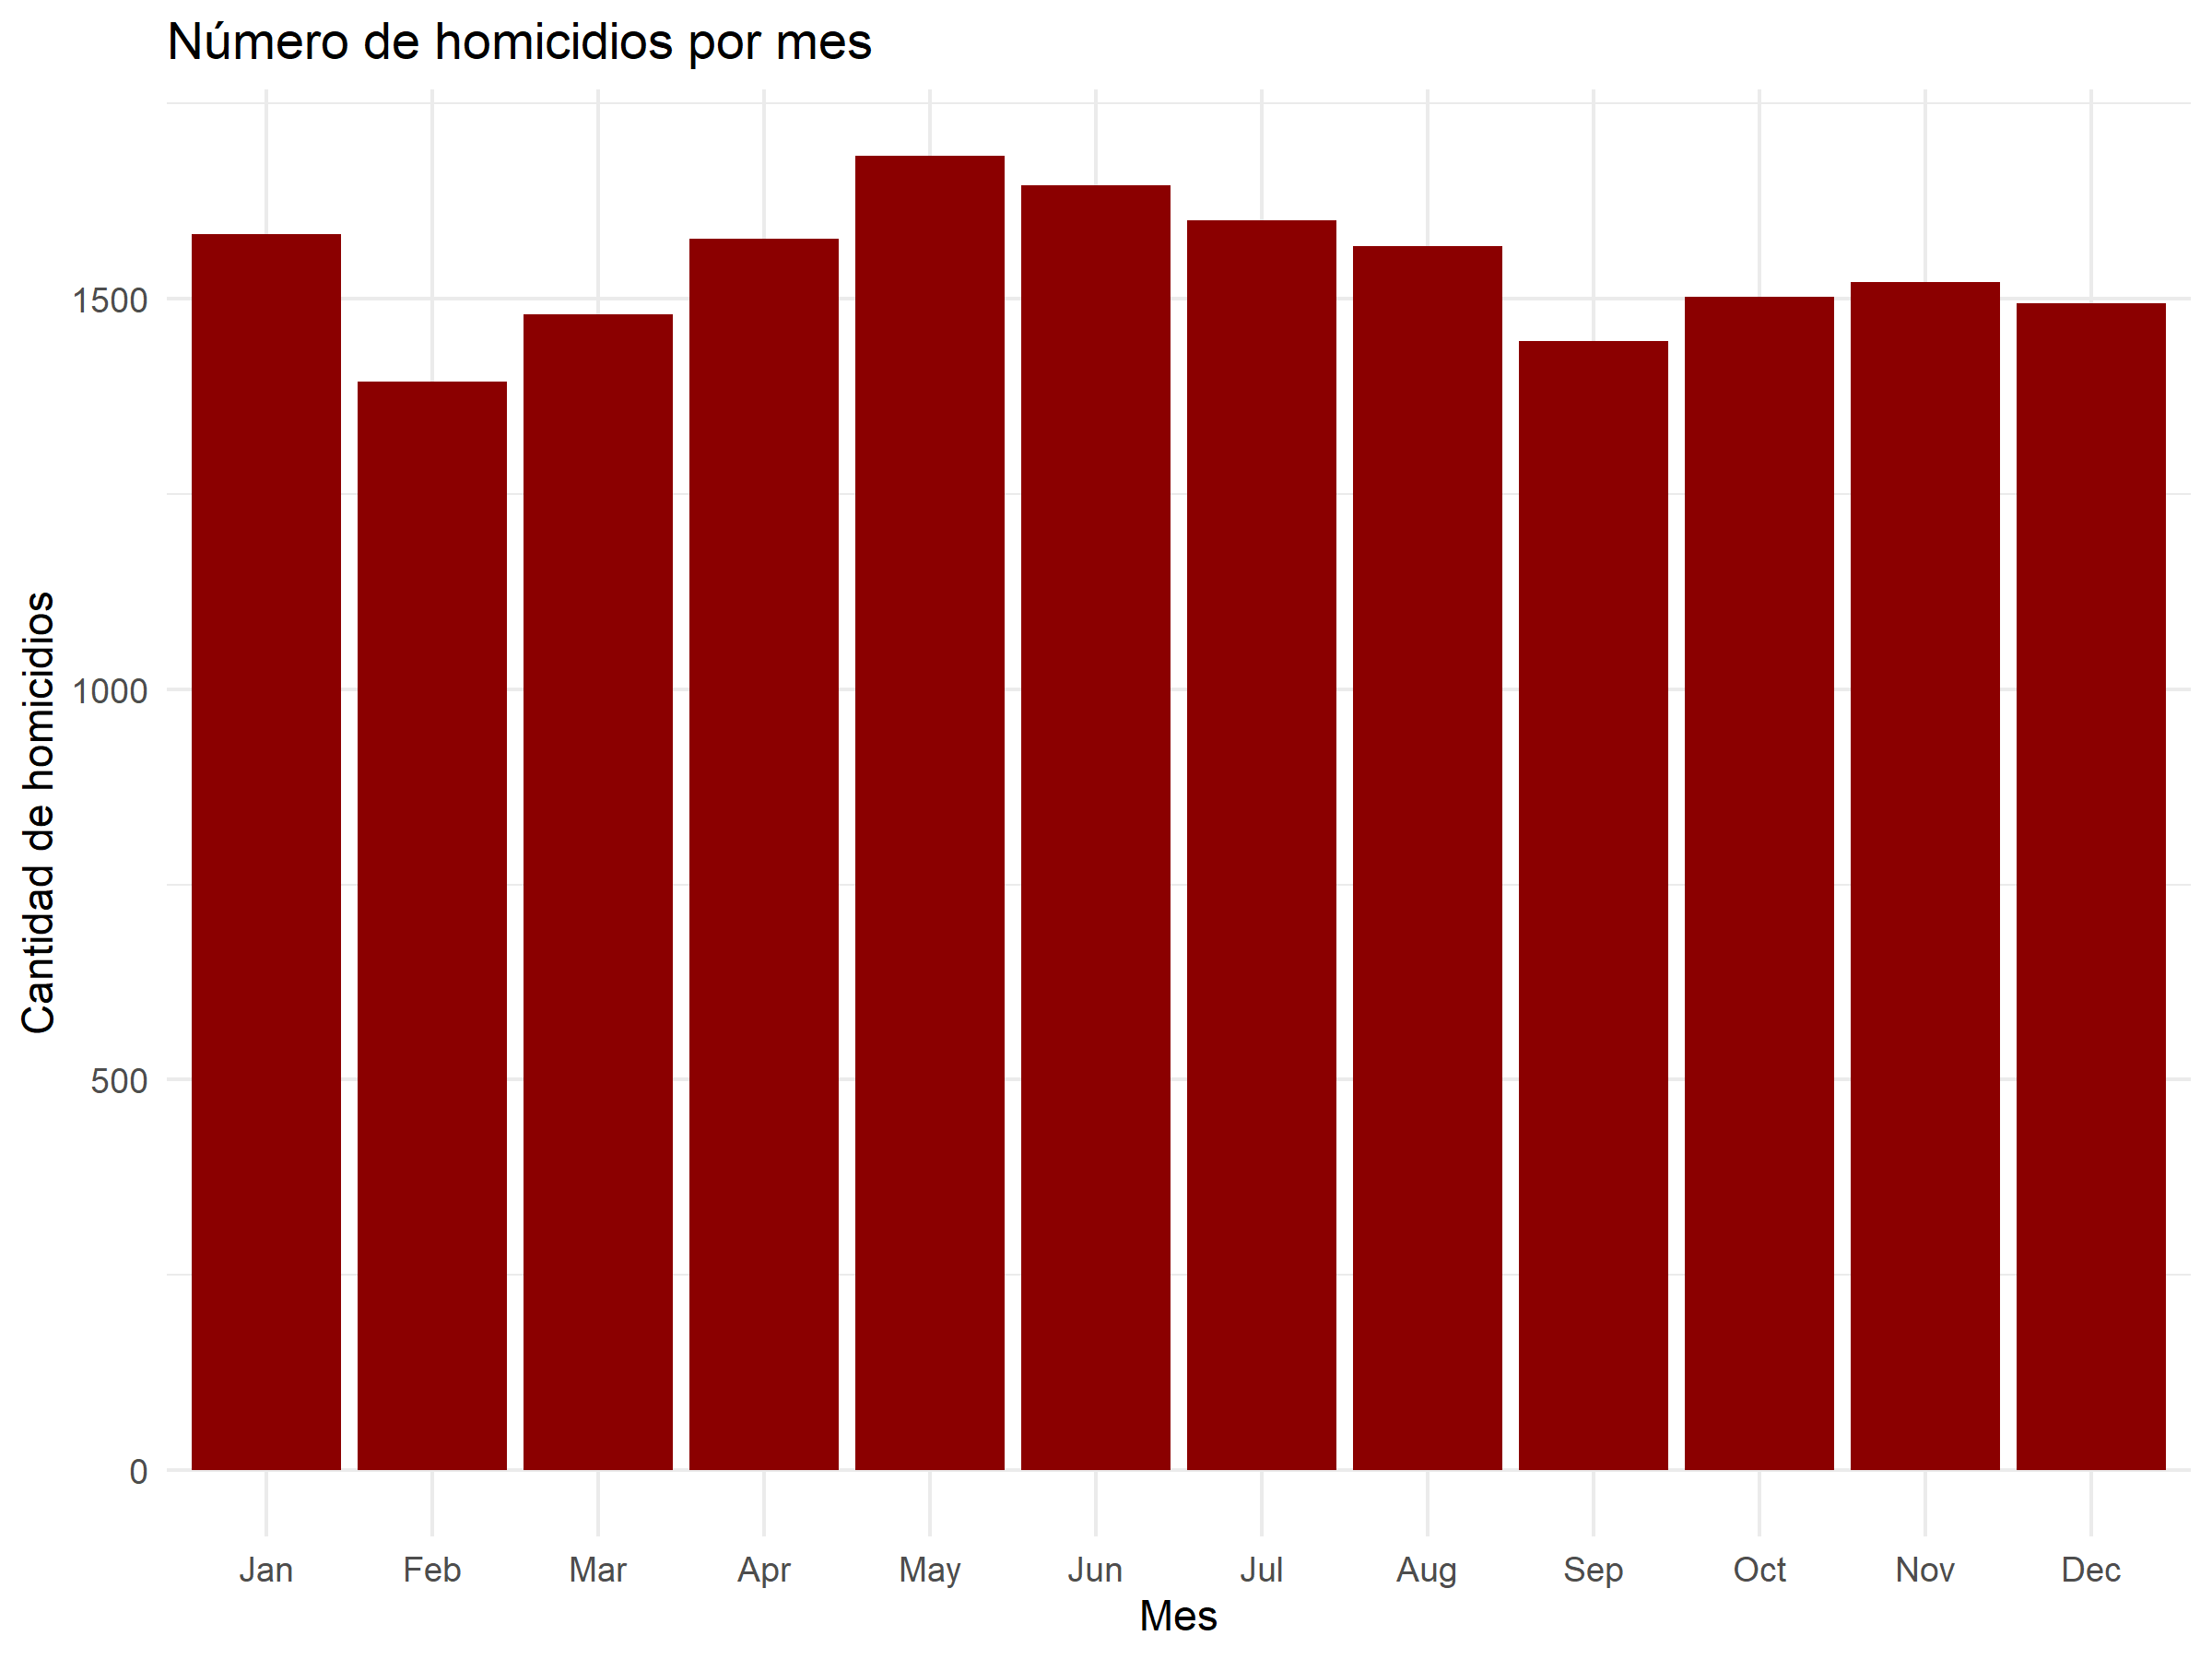 Número de homicidios por mes
Cantidad de homicidios
1500
1000
500
0
Jan Feb Mar Apr May Jun Jul Aug Sep Oct Nov Dec
Mes